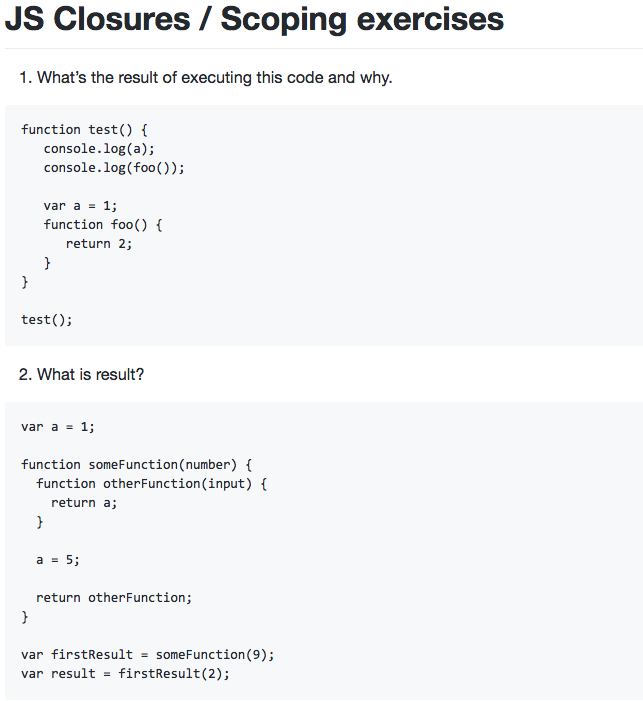 JS Closures / Scoping exercises
1. What’s the result of executing this code and why.
function test() {
   console.log(a);
   console.log(foo());

   var a = 1;
   function foo() {
      return 2;
   }
}

test();
2. What is result?
var a = 1;

function someFunction(number) {
  function otherFunction(input) {
    return a;
  }

  a = 5;

  return otherFunction;
}

var firstResult = someFunction(9);
var result = firstResult(2);